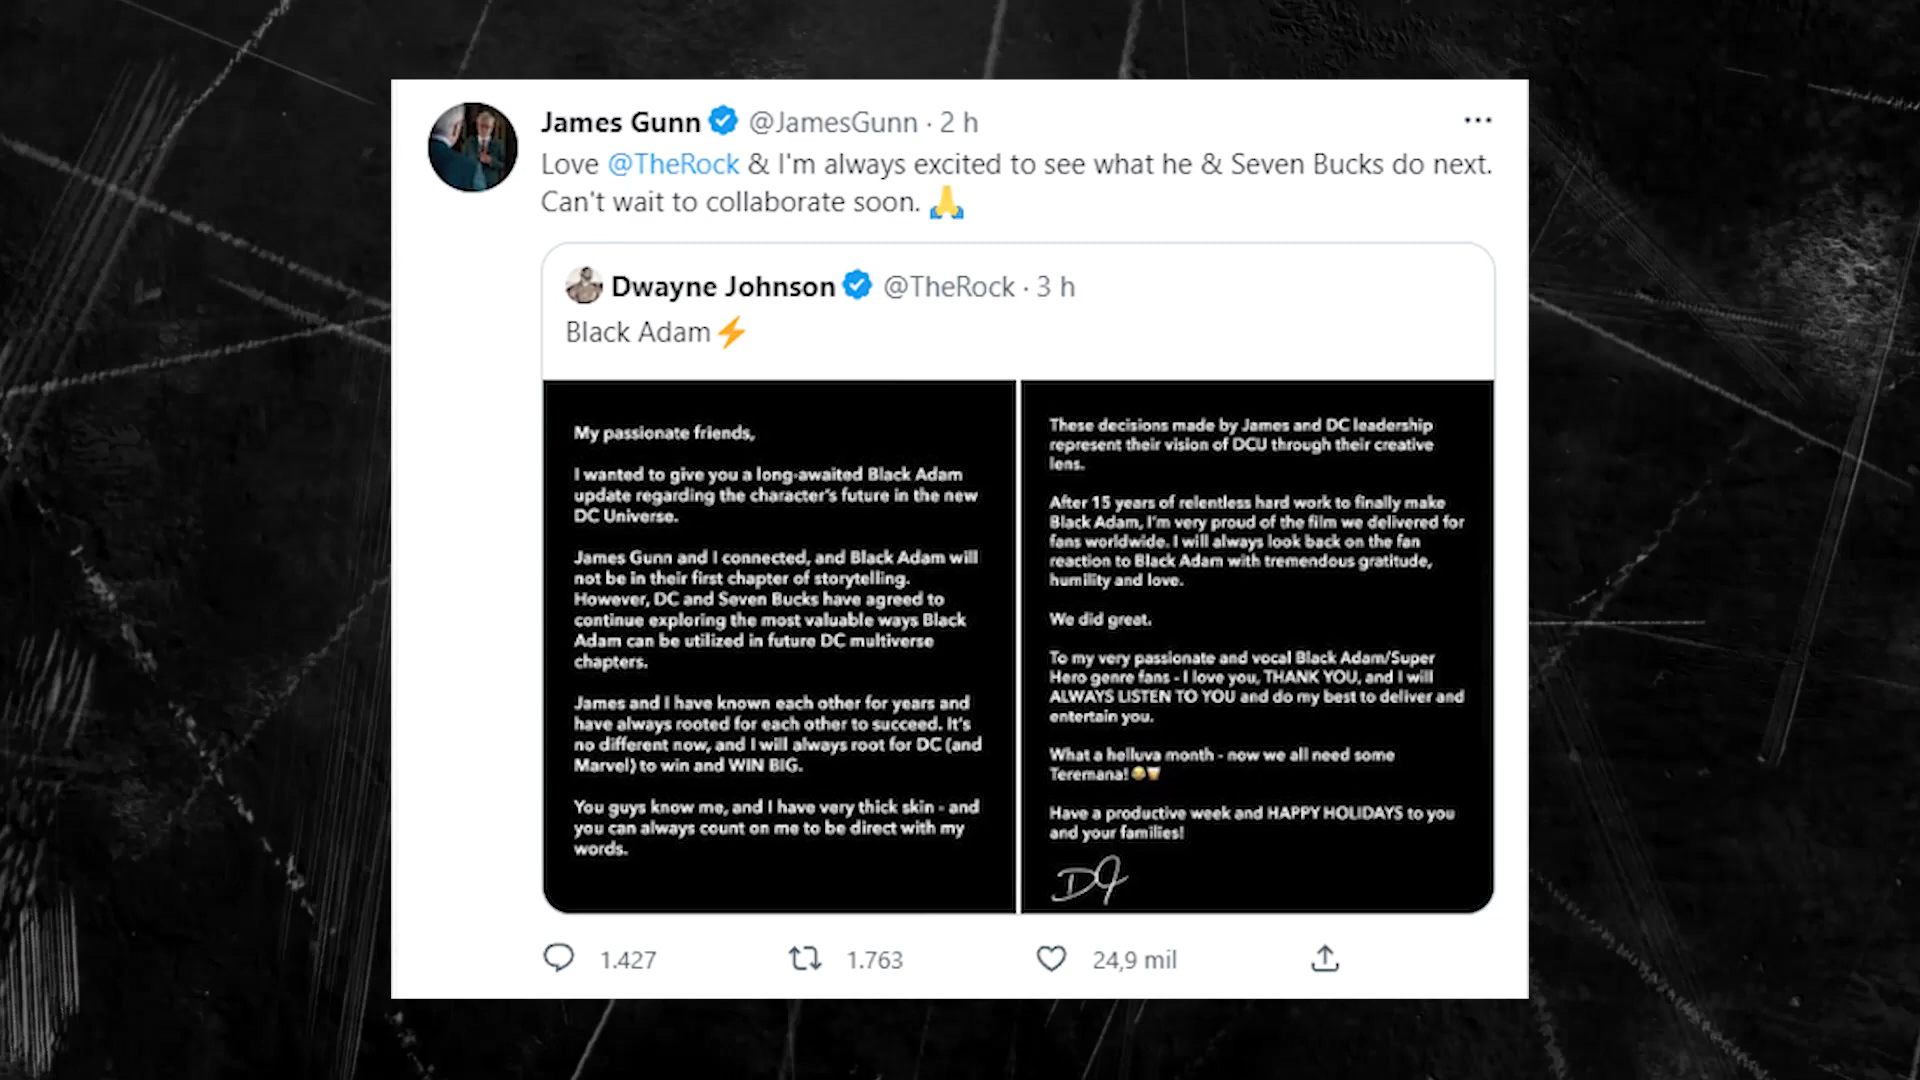 James Gunn @JamesGunn · 2 h
Love @TheRock & I'm always excited to see what he & Seven Bucks do next.
Can't wait to collaborate soon. 🙏
Dwayne Johnson @TheRock · 3 h
Black Adam ⚡
My passionate friends,
I wanted to give you a long-awaited Black Adam
update regarding the character's future in the new
DC Universe.
James Gunn and I connected, and Black Adam will
not be in their first chapter of storytelling.
However, DC and Seven Bucks have agreed to
continue exploring the most valuable ways Black
Adam can be utilized in future DC multiverse
chapters.
James and I have known each other for years and
have always rooted for each other to succeed. It's
no different now, and I will always root for DC (and
Marvel) to win and WIN BIG.
You guys know me, and I have very thick skin - and
you can always count on me to be direct with my
words.
These decisions made by James and DC leadership
represent their vision of DCU through their creative
lens.
After 15 years of relentless hard work to finally make
Black Adam, I'm very proud of the film we delivered for
fans worldwide. I will always look back on the fan
reaction to Black Adam with tremendous gratitude,
humility and love.
We did great.
To my very passionate and vocal Black Adam/Super
Hero genre fans - I love you, THANK YOU, and I will
ALWAYS LISTEN TO YOU and do my best to deliver and
entertain you.
What a helluva month - now we all need some
Teremana! 😂🥃
Have a productive week and HAPPY HOLIDAYS to you
and your families!
DJ
1.427 1.763 24,9 mil